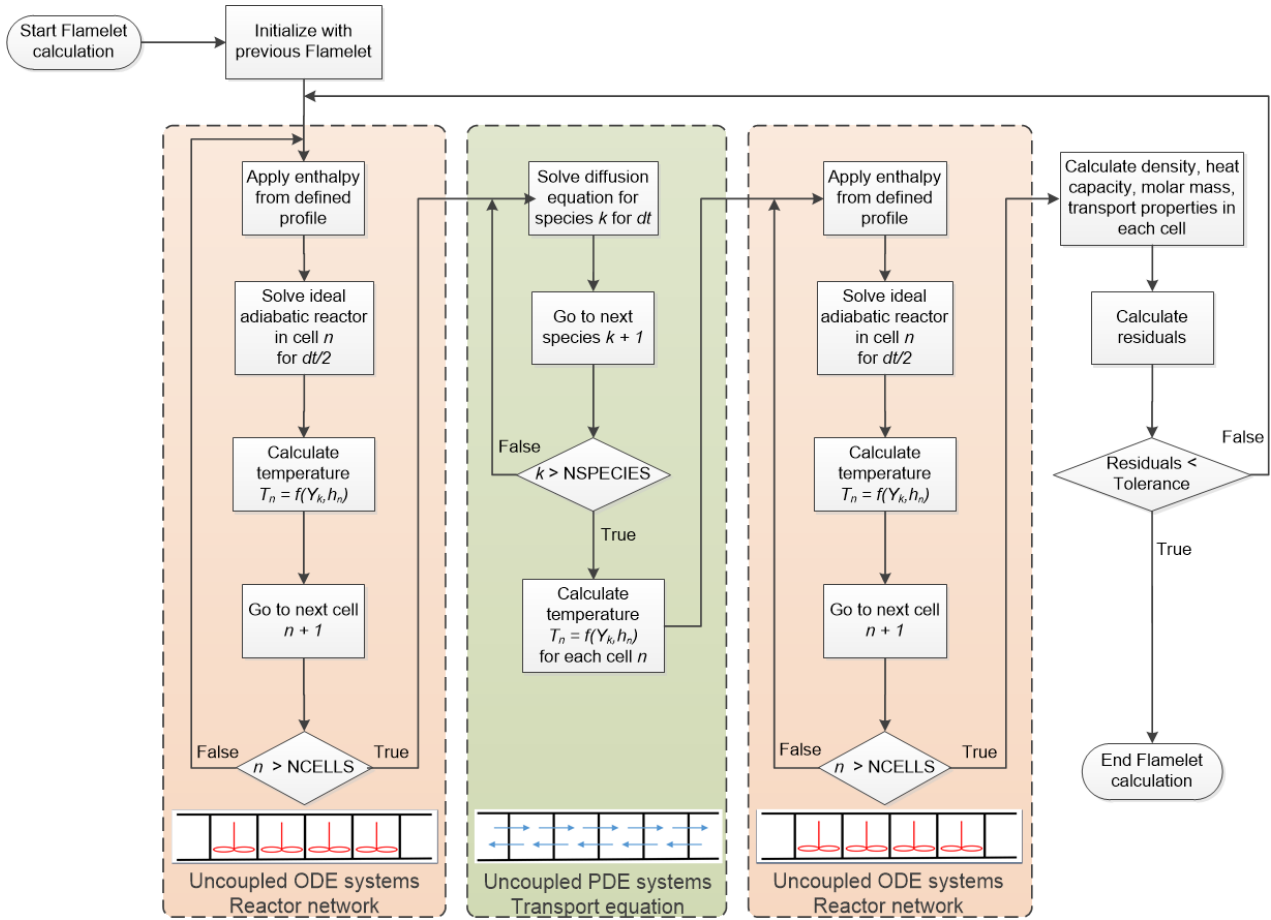 Start Flamelet
calculation
Initialize with
previous Flamelet
Apply enthalpy
from defined
profile
Solve ideal
adiabatic reactor
in cell n
for dt/2
Calculate
temperature
Tn = f(Yk,hn)
Go to next cell
n + 1
n > NCELLS
False
True
Uncoupled ODE systems
Reactor network
Solve diffusion
equation for
species k for dt
Go to next
species k + 1
k > NSPECIES
False
True
Calculate
temperature
Tn = f(Yk,hn)
for each cell n
Uncoupled PDE systems
Transport equation
Apply enthalpy
from defined
profile
Solve ideal
adiabatic reactor
in cell n
for dt/2
Calculate
temperature
Tn = f(Yk,hn)
Go to next cell
n + 1
n > NCELLS
False
True
Uncoupled ODE systems
Reactor network
Calculate density, heat
capacity, molar mass,
transport properties in
each cell
Calculate
residuals
Residuals <
Tolerance
False
True
End Flamelet
calculation